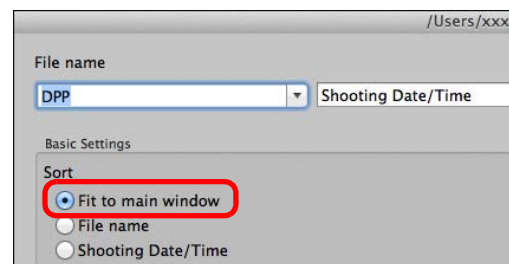 /Users/xxx
File name
DPP Shooting Date/Time
Basic Settings
Sort
Fit to main window
File name
Shooting Date/Time